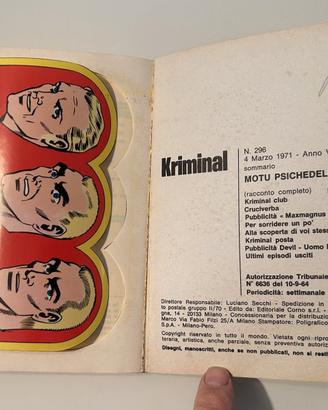 Kriminal
N. 296
4 Marzo 1971 - Anno
sommario
MOTU PSICHEDEL
(racconto completo)
Kriminal club
Cruciverba
Pubblicità - Maxmagnus
Per sorridere un po'
Alla scoperta di voi stess
Kriminal posta
Pubblicità Devil - Uomo
Ultimi episodi usciti
Autorizzazione Tribunale
N° 6636 del 10-9-64
Periodicità: settimanale
Direttore Responsabile: Luciano Secchi - Spedizione in
to postale gruppo II/70 - Edito da: Editoriale Corno s.r.l. -
gna, 14 - 20133 Milano - Concessionaria per la distribuz
Marco Via Fabio Filzi 25/A Milano Stampatore: Poligrafico
S.p.A. - Milano-Pero.
Copyright riservato in tutto il mondo. Vietata ogni ripro
teraria, artistica, anche parziale, senza preventiva autoriz
Disegni, manoscritti, anche se non pubblicati, non si resti